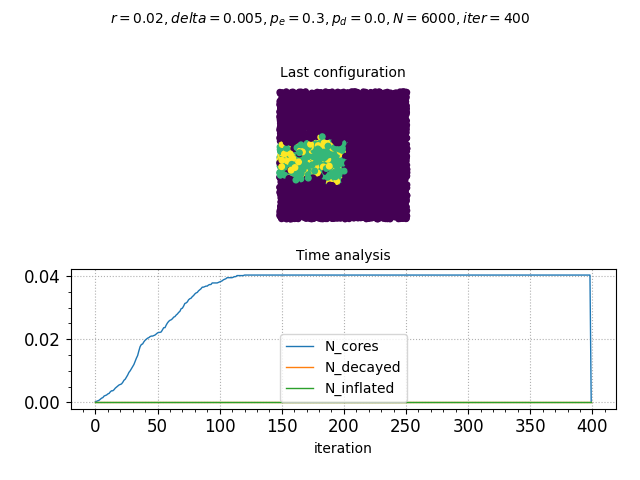 r = 0.02, delta = 0.005, p_e = 0.3, p_d = 0.0, N = 6000, iter = 400
Last configuration
Time analysis
0.04
0.02
0.00
N_cores
N_decayed
N_inflated
0 50 100 150 200 250 300 350 400
iteration